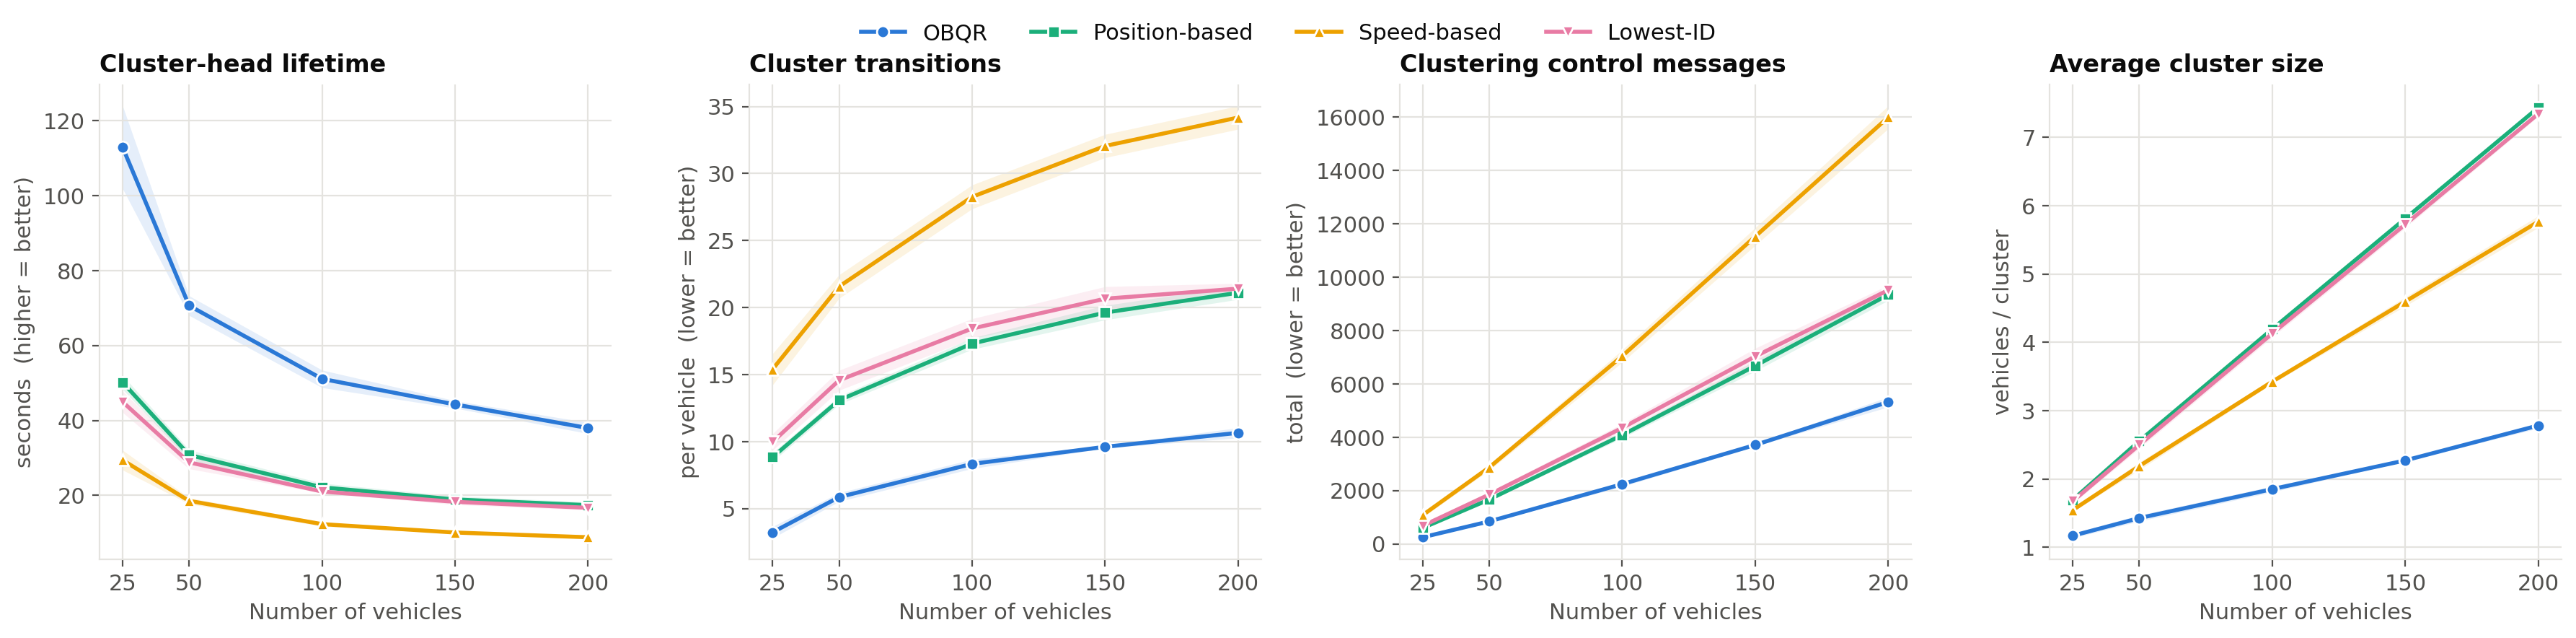 OBQR Position-based Speed-based Lowest-ID
Cluster-head lifetime
seconds (higher = better)
120
100
80
60
40
20
25 50 100 150 200
Number of vehicles
Cluster transitions
per vehicle (lower = better)
35
30
25
20
15
10
5
25 50 100 150 200
Number of vehicles
Clustering control messages
total (lower = better)
16000
14000
12000
10000
8000
6000
4000
2000
0
25 50 100 150 200
Number of vehicles
Average cluster size
vehicles / cluster
7
6
5
4
3
2
1
25 50 100 150 200
Number of vehicles